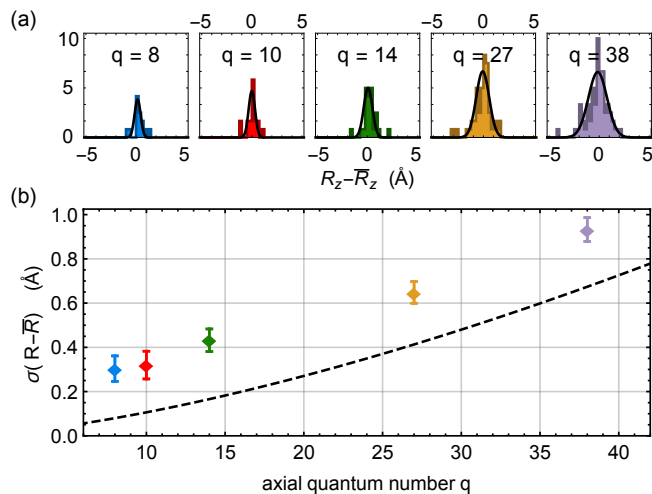 (a)
−5 0 5 −5 0 5
10
5
0
q = 8 q = 10 q = 14 q = 27 q = 38
−5 0 5 −5 0 5 −5 0 5
R_z−R̅_z (Å)
(b)
1.0
0.8
0.6
0.4
0.2
0.0
σ( R−R̅) (Å)
10 15 20 25 30 35 40
axial quantum number q